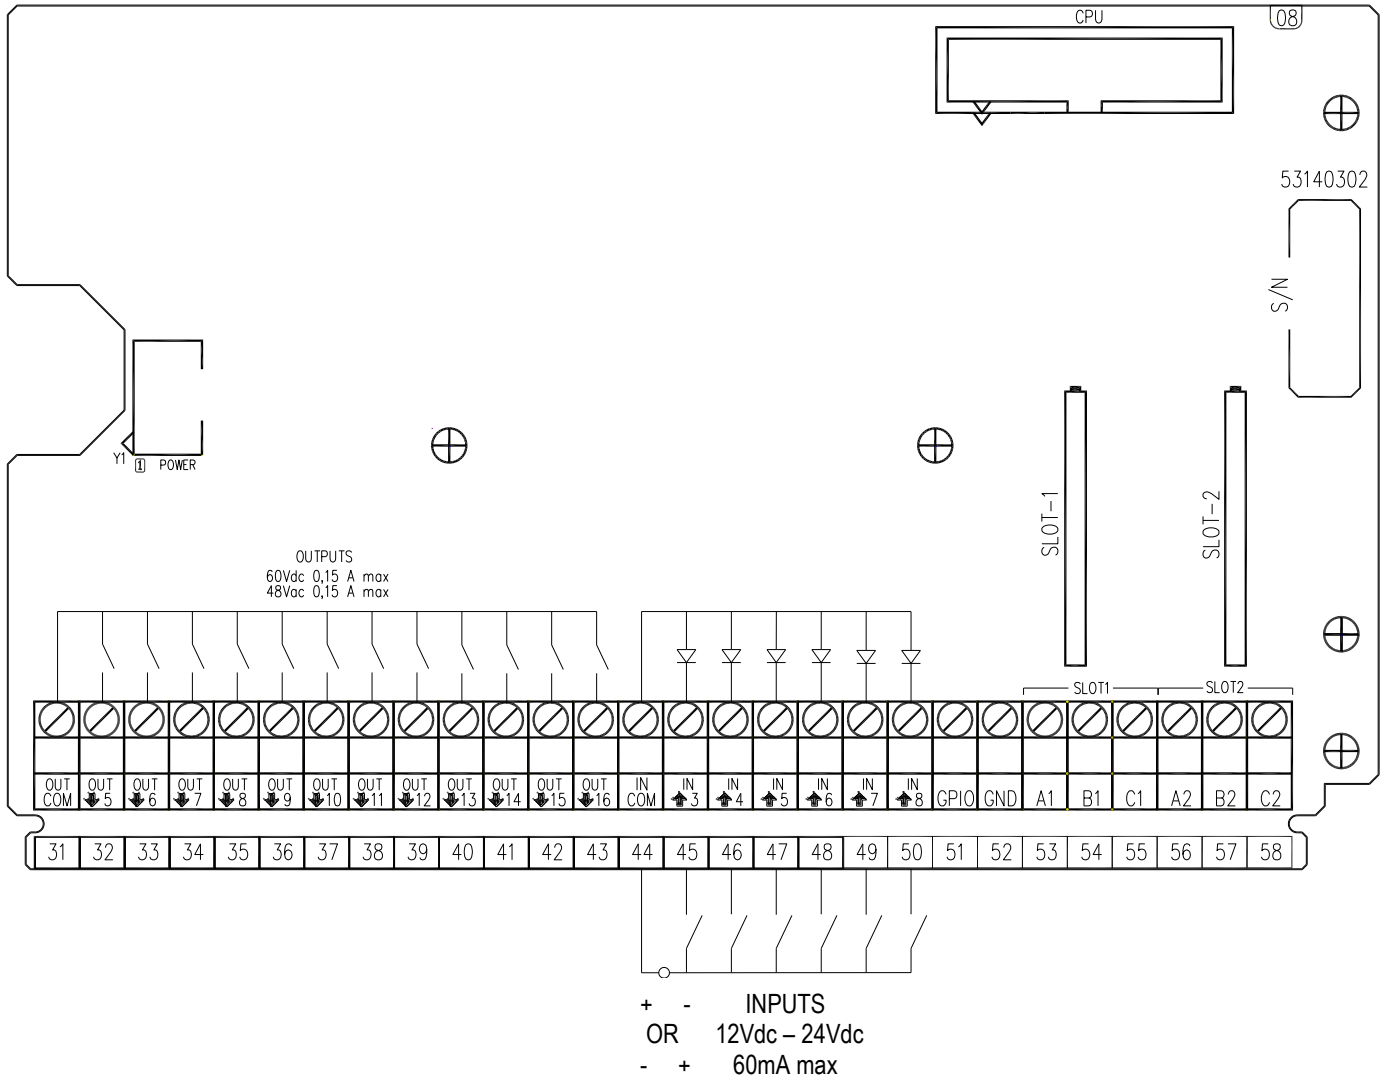 CPU
08
53140302
S/N
Y1 1 POWER
SLOT-1
SLOT-2
OUTPUTS
60Vdc 0,15 A max
48Vac 0,15 A max
SLOT1 SLOT2
OUT COM
OUT 5
OUT 6
OUT 7
OUT 8
OUT 9
OUT 10
OUT 11
OUT 12
OUT 13
OUT 14
OUT 15
OUT 16
IN COM
IN 3
IN 4
IN 5
IN 6
IN 7
IN 8
GPIO GND A1 B1 C1 A2 B2 C2
31 32 33 34 35 36 37 38 39 40 41 42 43 44 45 46 47 48 49 50 51 52 53 54 55 56 57 58
+ - INPUTS
OR 12Vdc – 24Vdc
- + 60mA max